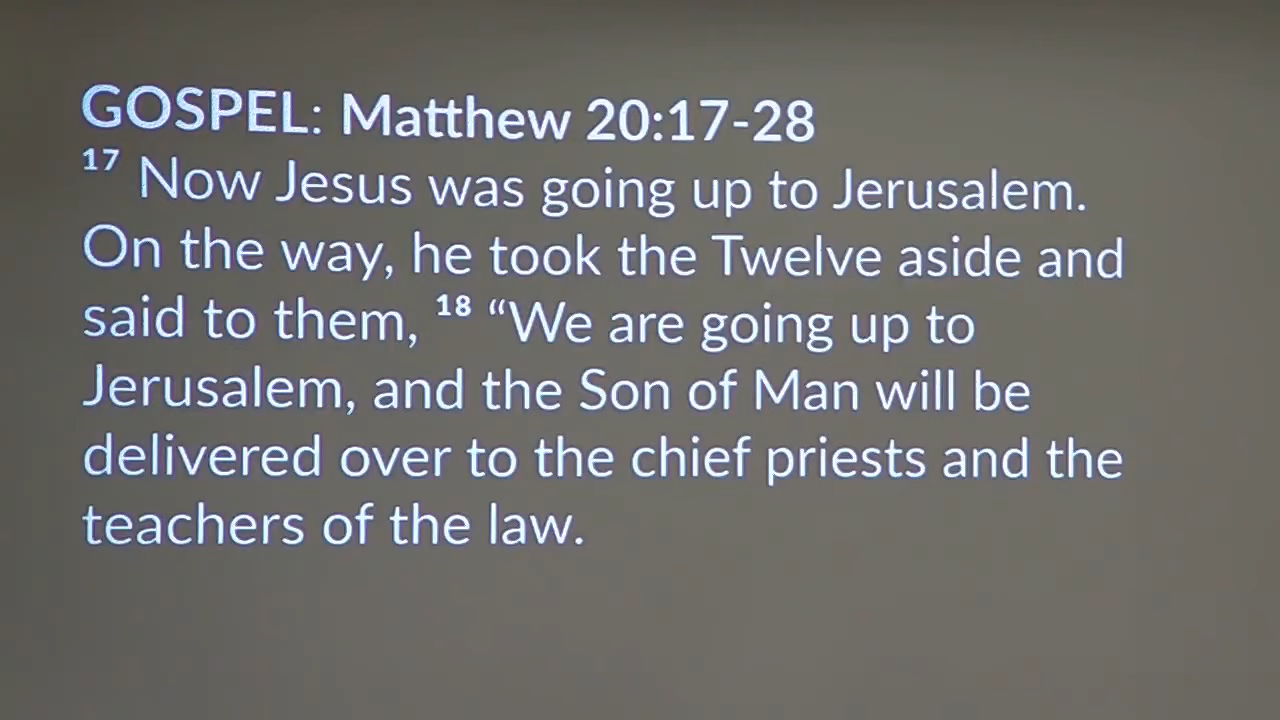 GOSPEL: Matthew 20:17-28
17 Now Jesus was going up to Jerusalem.
On the way, he took the Twelve aside and
said to them, 18 “We are going up to
Jerusalem, and the Son of Man will be
delivered over to the chief priests and the
teachers of the law.